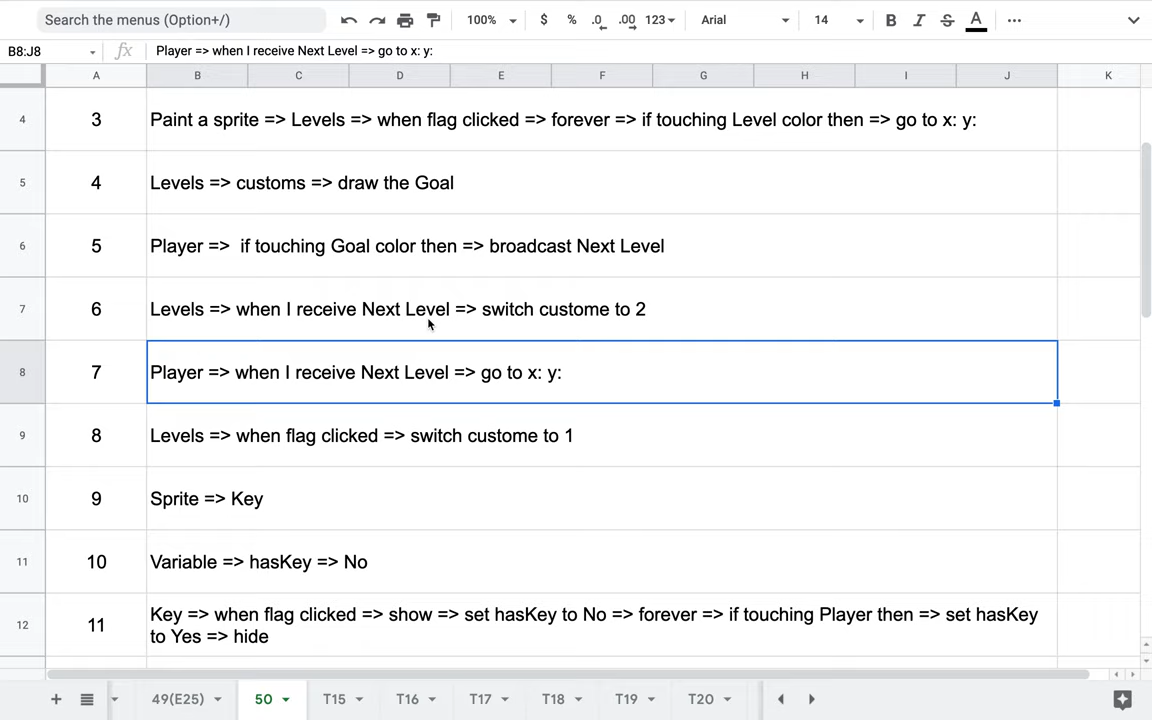 Search the menus (Option+/)
100%
$ % .0 .00 123
Arial
14
B I S A
B8:J8
fx
Player => when I receive Next Level => go to x: y:
A B C D E F G H I J K
4 3 Paint a sprite => Levels => when flag clicked => forever => if touching Level color then => go to x: y:
5 4 Levels => customs => draw the Goal
6 5 Player =>  if touching Goal color then => broadcast Next Level
7 6 Levels => when I receive Next Level => switch custome to 2
8 7 Player => when I receive Next Level => go to x: y:
9 8 Levels => when flag clicked => switch custome to 1
10 9 Sprite => Key
11 10 Variable => hasKey => No
12 11 Key => when flag clicked => show => set hasKey to No => forever => if touching Player then => set hasKey
to Yes => hide
49(E25) 50 T15 T16 T17 T18 T19 T20